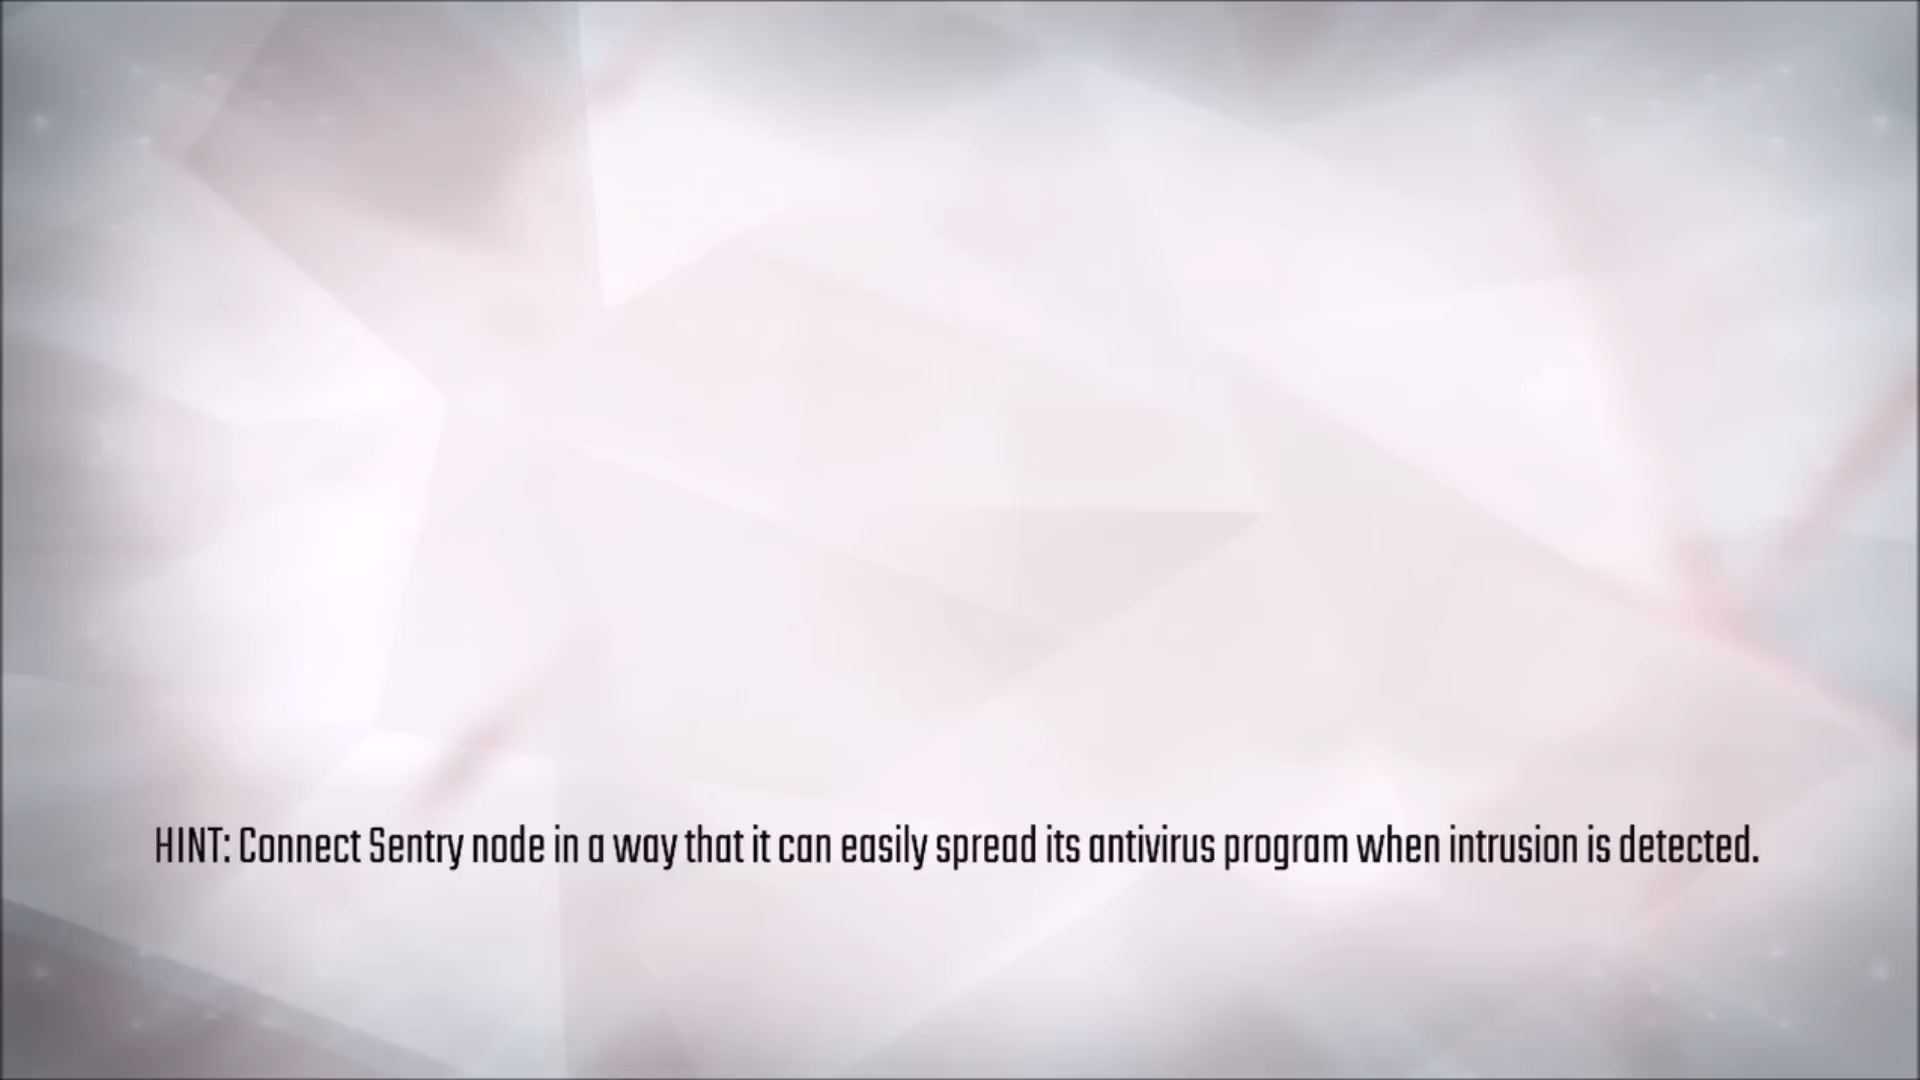 HINT: Connect Sentry node in a way that it can easily spread its antivirus program when intrusion is detected.